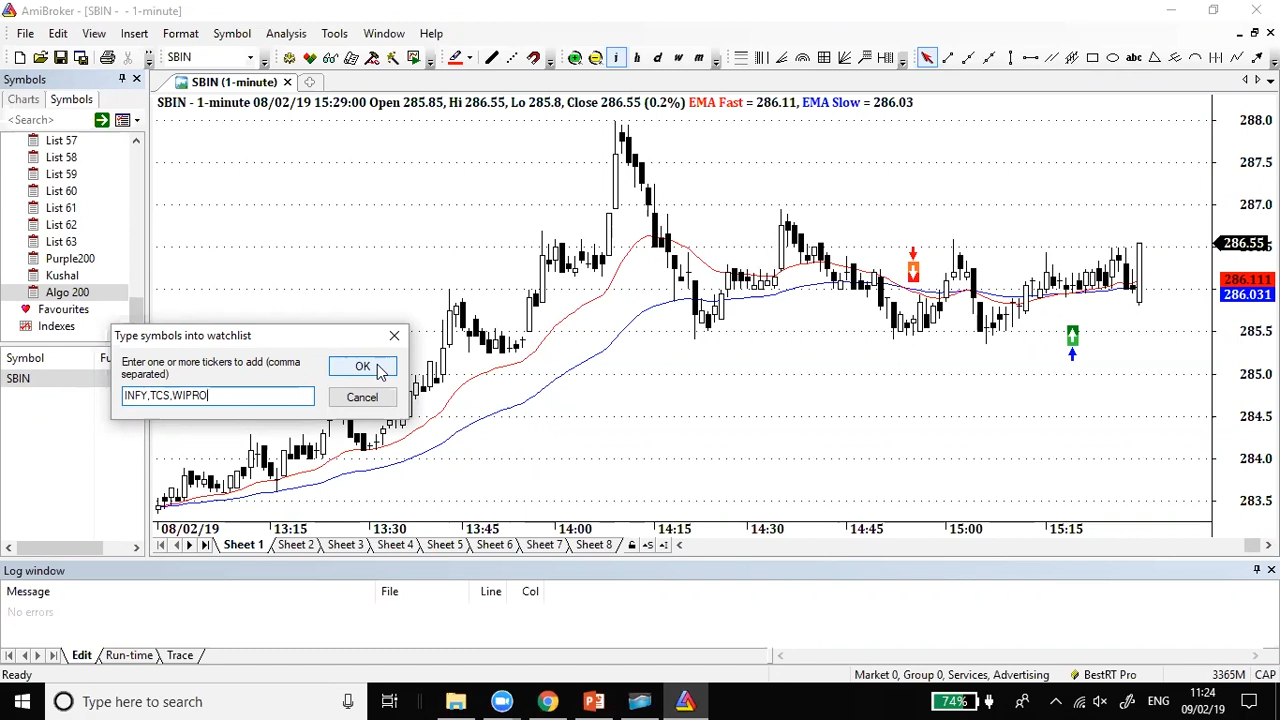 AmiBroker - [SBIN - - 1-minute]
File Edit View Insert Format Symbol Analysis Tools Window Help
SBIN i h d w m abc
Symbols
SBIN (1-minute)
Charts Symbols
<Search>
SBIN - 1-minute 08/02/19 15:29:00 Open 285.85, Hi 286.55, Lo 285.8, Close 286.55 (0.2%) EMA Fast = 286.11, EMA Slow = 286.03
List 57
List 58
List 59
List 60
List 61
List 62
List 63
Purple200
Kushal
Algo 200
Favourites
Indexes
288.0
287.5
287.0
286.55
286.111
286.031
285.5
285.0
284.5
284.0
283.5
Type symbols into watchlist
Enter one or more tickers to add (comma
separated)
OK
INFY,TCS,WIPRO
Cancel
Symbol Fu
SBIN
08/02/19 13:15 13:30 13:45 14:00 14:15 14:30 14:45 15:00 15:15
Sheet 1 Sheet 2 Sheet 3 Sheet 4 Sheet 5 Sheet 6 Sheet 7 Sheet 8
Log window
Message File Line Col
No errors
Edit Run-time Trace
Ready Market 0, Group 0, Services, Advertising BestRT Pro 3365M CAP
Type here to search 74% ENG 11:24
09/02/19